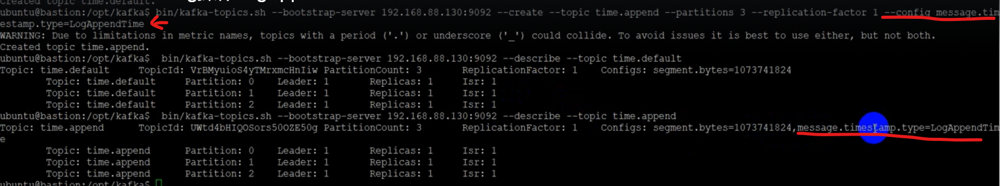 Created topic time.default.
ubuntu@bastion:/opt/kafka$ bin/kafka-topics.sh --bootstrap-server 192.168.88.130:9092 --create --topic time.append --partitions 3 --replication-factor 1 --config message.tim
estamp.type=LogAppendTime
WARNING: Due to limitations in metric names, topics with a period ('.') or underscore ('_') could collide. To avoid issues it is best to use either, but not both.
Created topic time.append.
ubuntu@bastion:/opt/kafka$  bin/kafka-topics.sh --bootstrap-server 192.168.88.130:9092 --describe --topic time.default
Topic: time.default TopicId: VrBMyuioS4yTMrxmcHnIiw PartitionCount: 3 ReplicationFactor: 1 Configs: segment.bytes=1073741824
Topic: time.default Partition: 0 Leader: 1 Replicas: 1 Isr: 1
Topic: time.default Partition: 1 Leader: 1 Replicas: 1 Isr: 1
Topic: time.default Partition: 2 Leader: 1 Replicas: 1 Isr: 1
ubuntu@bastion:/opt/kafka$  bin/kafka-topics.sh --bootstrap-server 192.168.88.130:9092 --describe --topic time.append
Topic: time.append TopicId: UWtd4bHIQOSors50OZE50g PartitionCount: 3 ReplicationFactor: 1 Configs: segment.bytes=1073741824,message.timestamp.type=LogAppendTim
e
Topic: time.append Partition: 0 Leader: 1 Replicas: 1 Isr: 1
Topic: time.append Partition: 1 Leader: 1 Replicas: 1 Isr: 1
Topic: time.append Partition: 2 Leader: 1 Replicas: 1 Isr: 1
ubuntu@bastion:/opt/kafka$